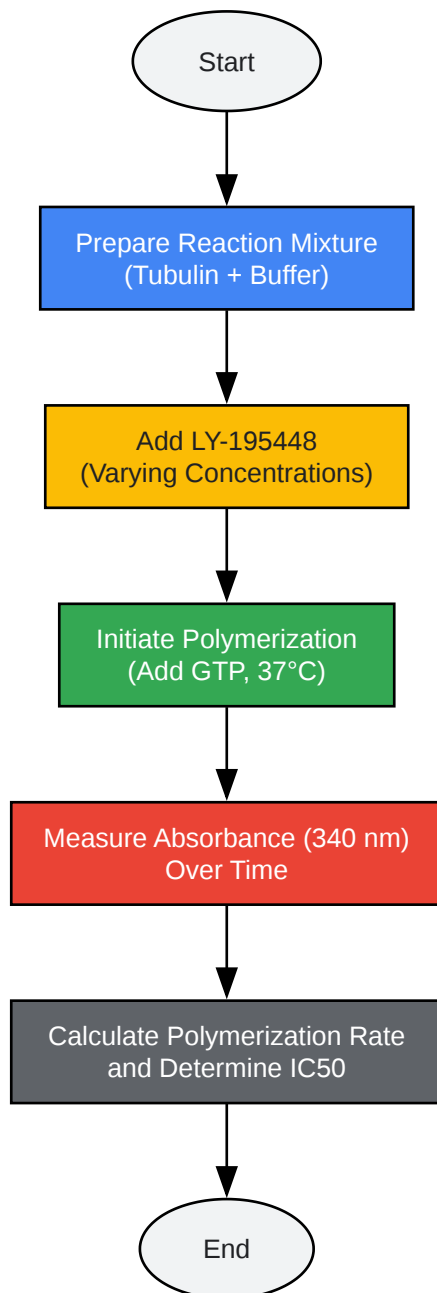 Start
Prepare Reaction Mixture
(Tubulin + Buffer)
Add LY-195448
(Varying Concentrations)
Initiate Polymerization
(Add GTP, 37°C)
Measure Absorbance (340 nm)
Over Time
Calculate Polymerization Rate
and Determine IC50
End